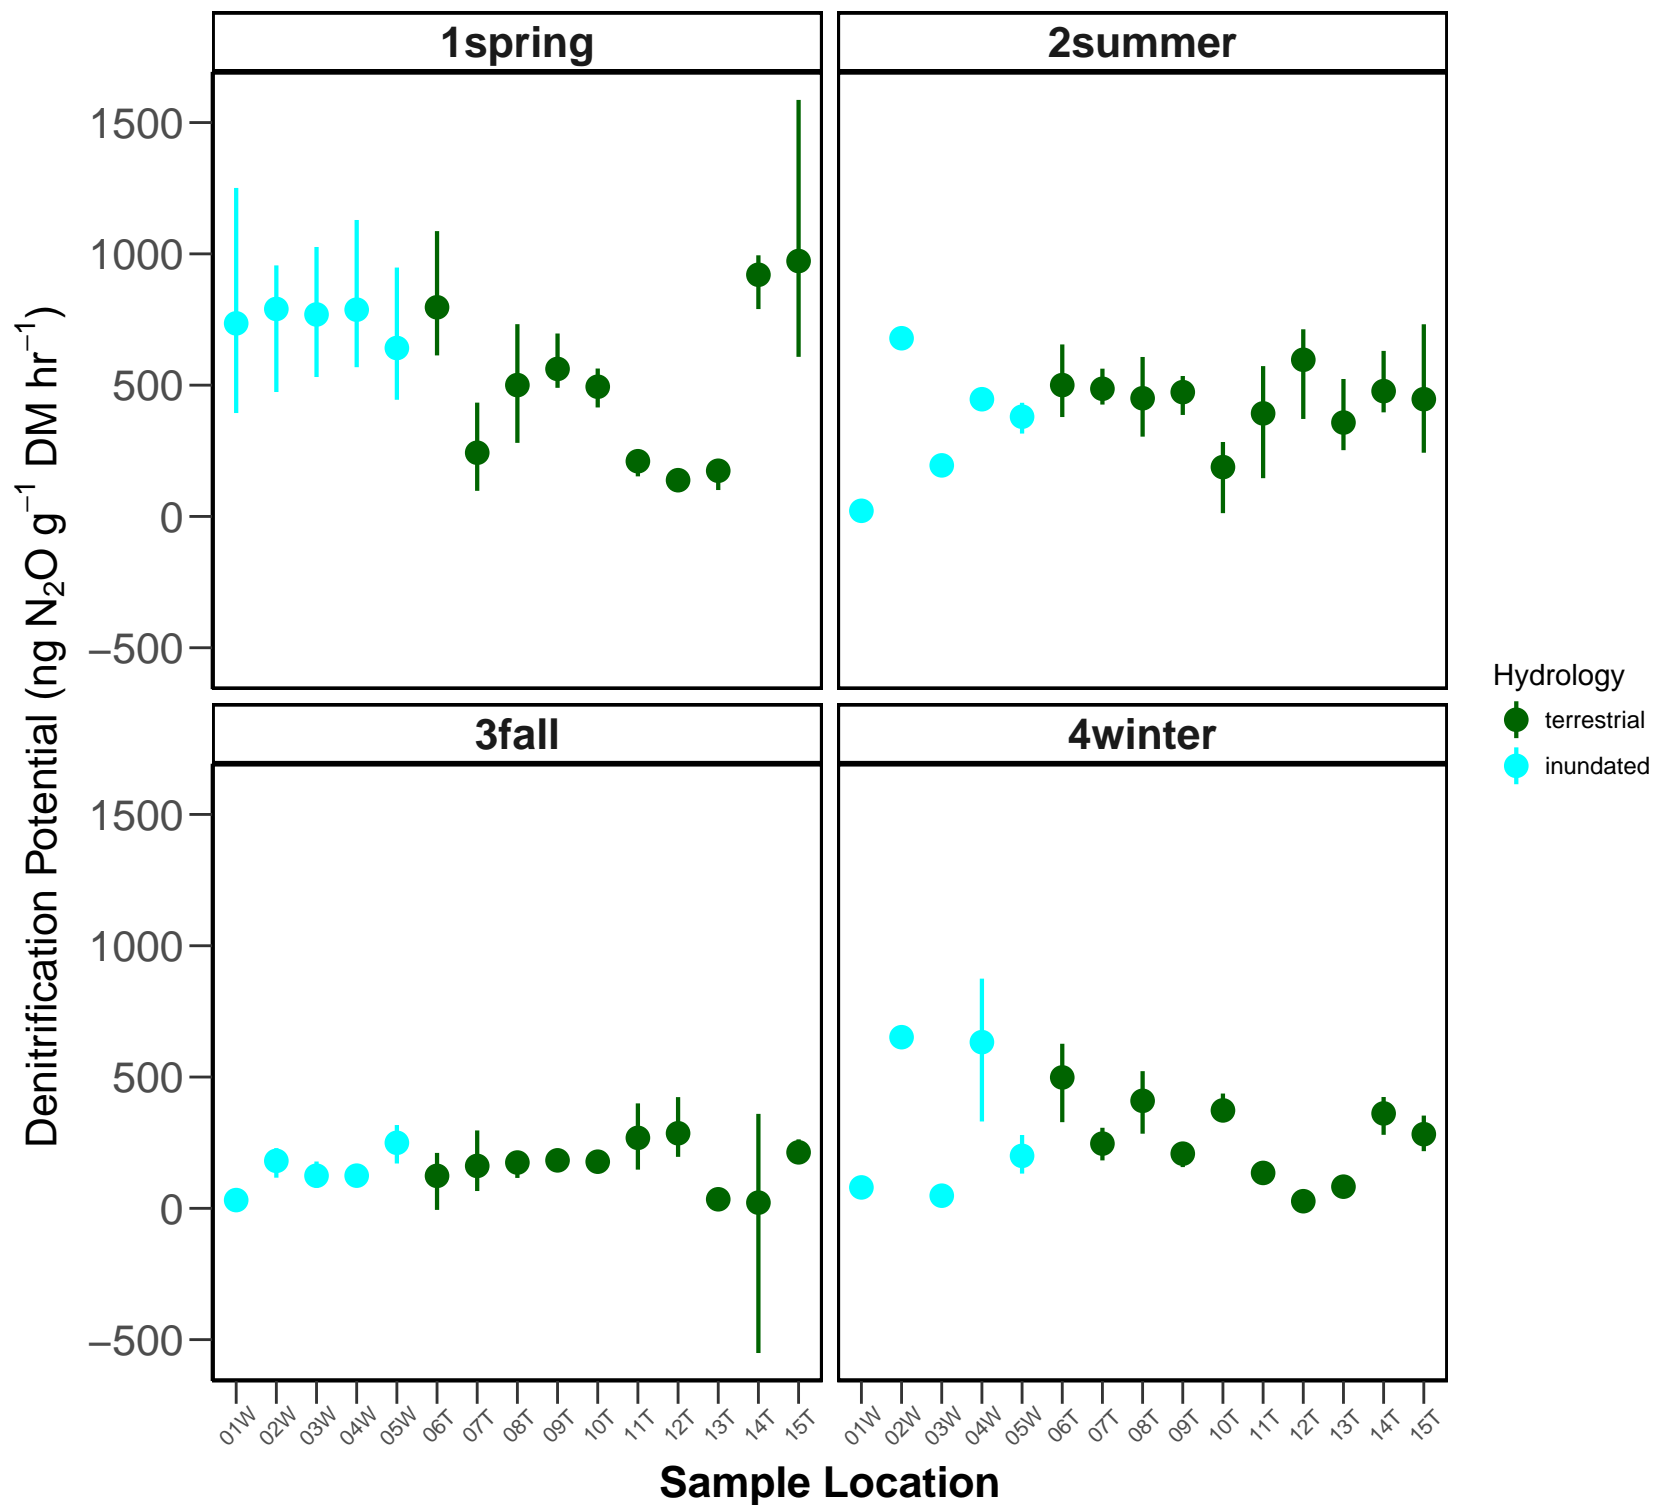 1spring
2summer
1500
1000
500
0
−500
3fall
4winter
1500
1000
500
0
−500
Denitrification Potential (ng N₂O g⁻¹ DM hr⁻¹)
01W 02W 03W 04W 05W 06T 07T 08T 09T 10T 11T 12T 13T 14T 15T
01W 02W 03W 04W 05W 06T 07T 08T 09T 10T 11T 12T 13T 14T 15T
Sample Location
Hydrology
terrestrial
inundated